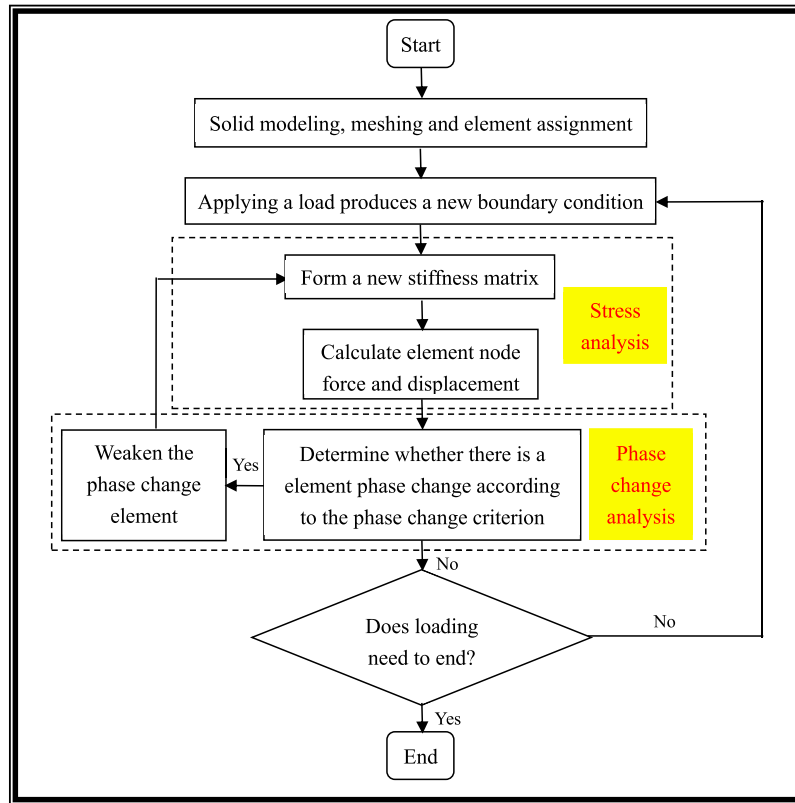 Start
Solid modeling, meshing and element assignment
Applying a load produces a new boundary condition
Form a new stiffness matrix
Stress
analysis
Calculate element node
force and displacement
Weaken the
phase change
element
Yes
Determine whether there is a
element phase change according
to the phase change criterion
Phase
change
analysis
No
Does loading
need to end?
No
Yes
End